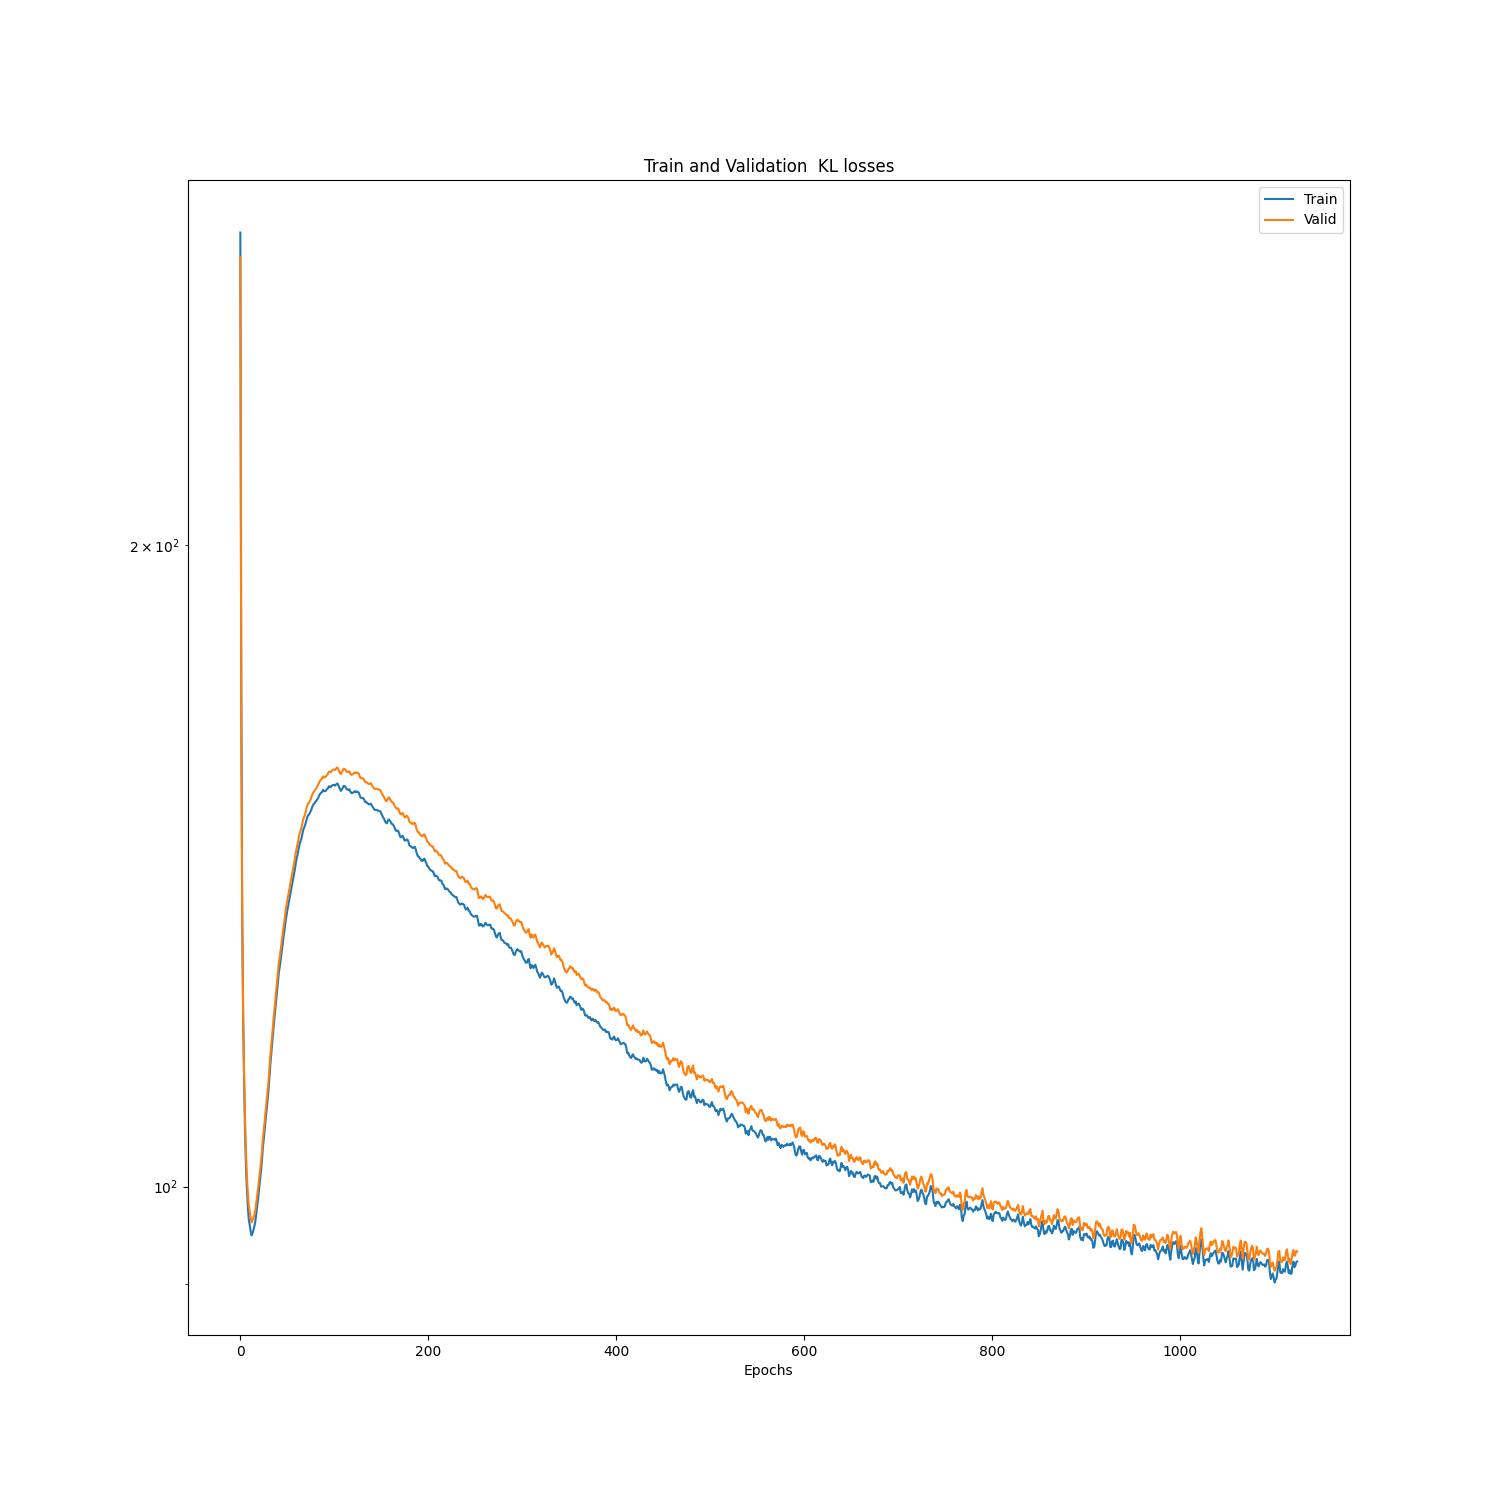 Train and Validation  KL losses
Train
Valid
2 × 10²
10²
0 200 400 600 800 1000
Epochs